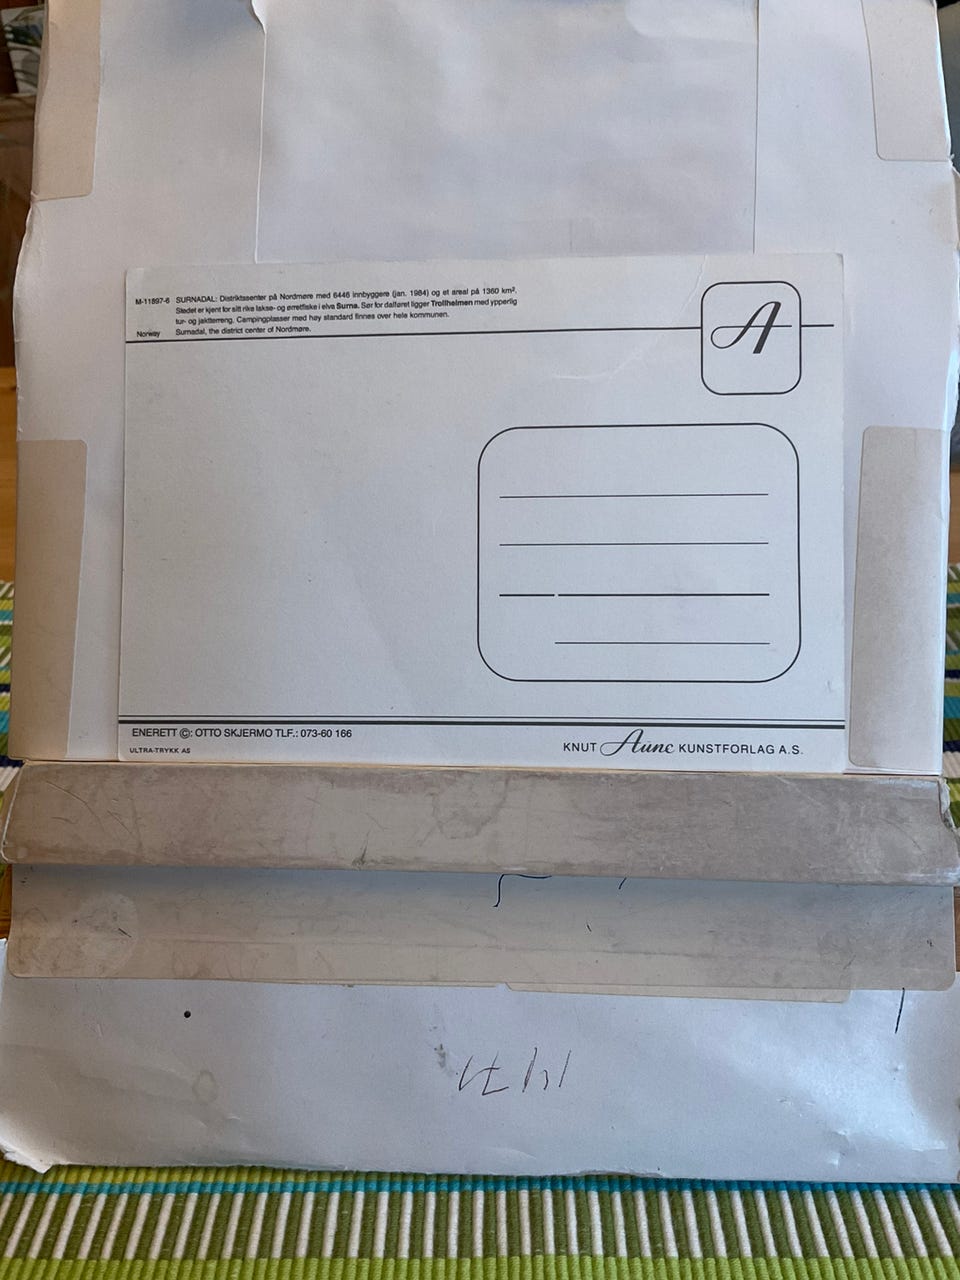 M-11897-6 SURNADAL: Distriktssenter på Nordmøre med 6446 innbyggere (jan. 1984) og et areal på 1360 km².
Stedet er kjent for sitt rike lakse- og ørretfiske i elva Surna. Sør for dalføret ligger Trollheimen med ypperlig
tur- og jaktterreng. Campingplasser med høy standard finnes over hele kommunen.
Norway Surnadal, the district center of Nordmøre.
A
ENERETT ©: OTTO SKJERMO TLF.: 073-60 166
ULTRA-TRYKK AS
KNUT Aune KUNSTFORLAG A.S.